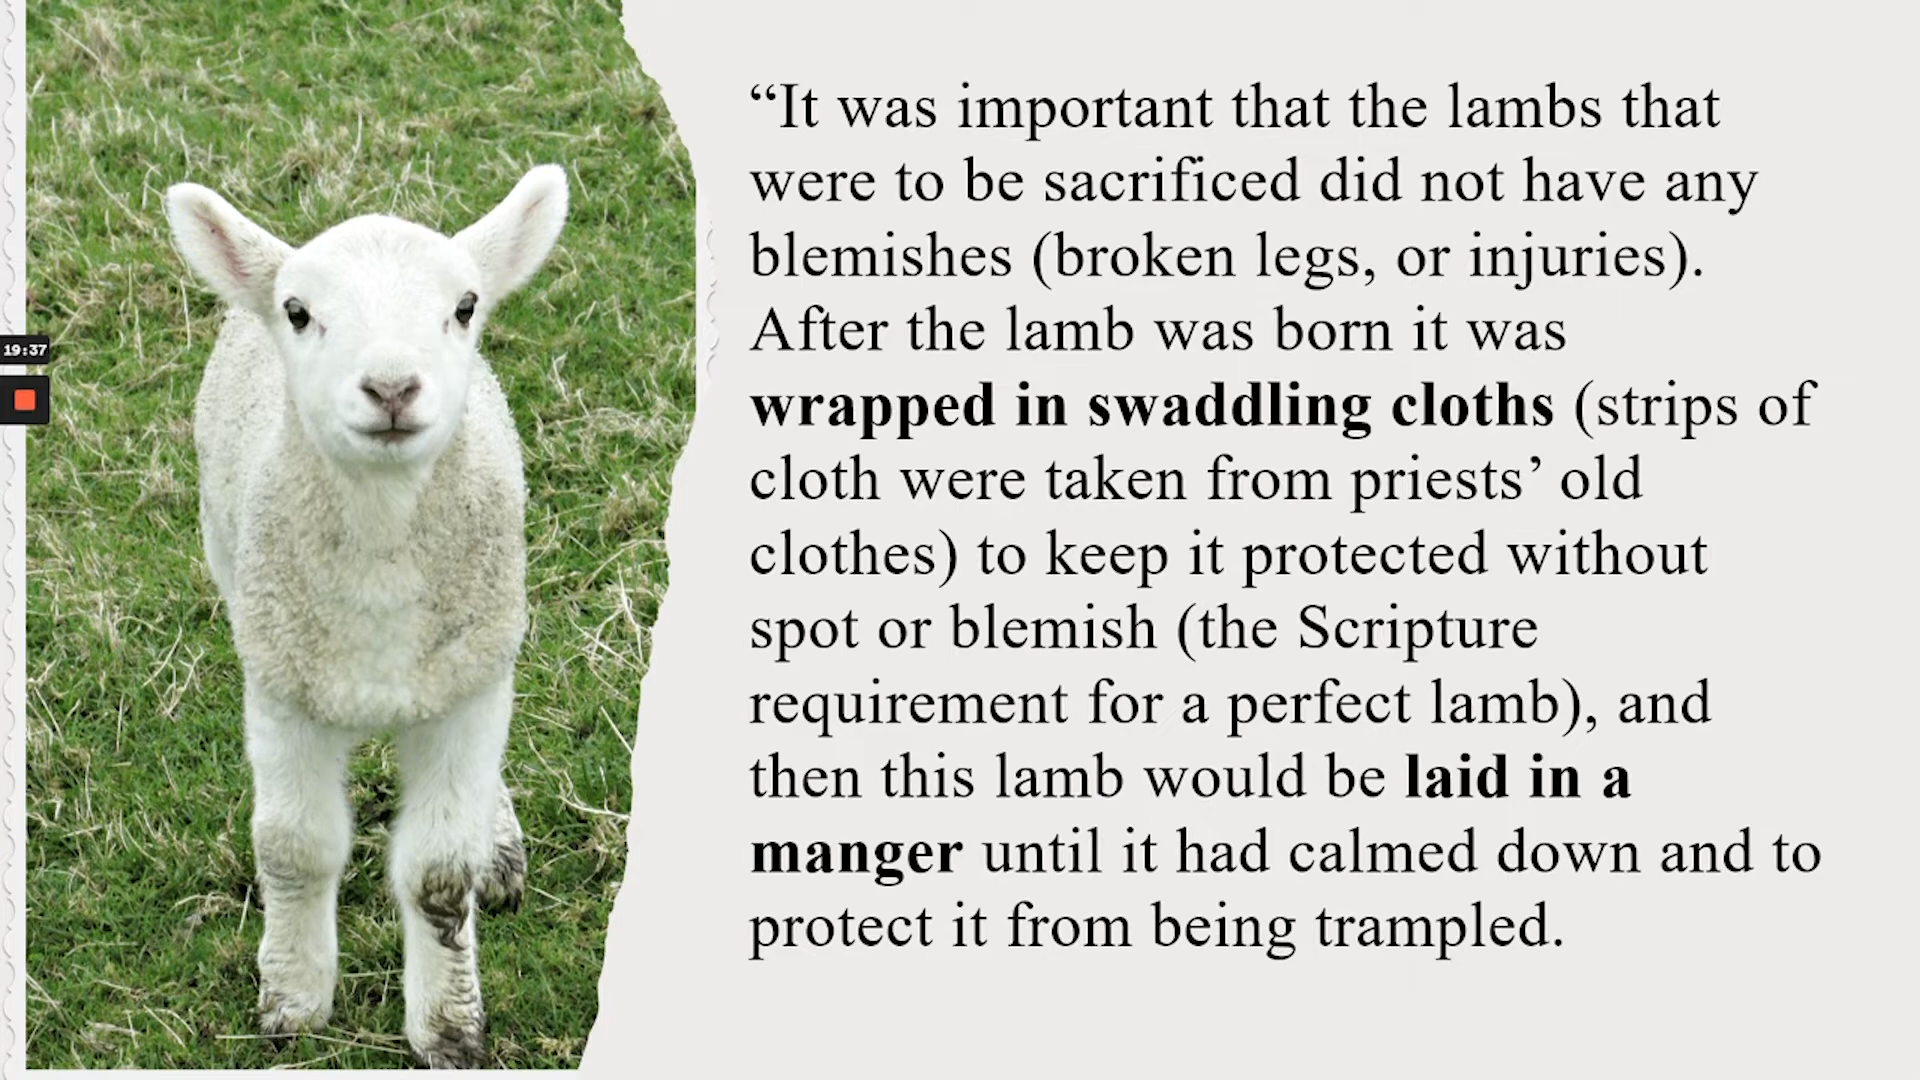 “It was important that the lambs that
were to be sacrificed did not have any
blemishes (broken legs, or injuries).
After the lamb was born it was
wrapped in swaddling cloths (strips of
cloth were taken from priests’ old
clothes) to keep it protected without
spot or blemish (the Scripture
requirement for a perfect lamb), and
then this lamb would be laid in a
manger until it had calmed down and to
protect it from being trampled.
19:37